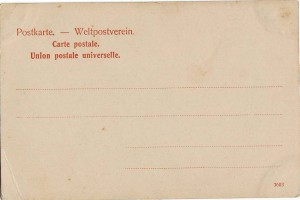 Postkarte. — Weltpostverein.
Carte postale.
Union postale universelle.